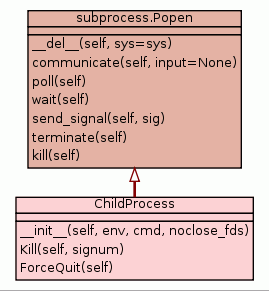 subprocess.Popen
__del__(self, sys=sys)
communicate(self, input=None)
poll(self)
wait(self)
send_signal(self, sig)
terminate(self)
kill(self)
ChildProcess
__init__(self, env, cmd, noclose_fds)
Kill(self, signum)
ForceQuit(self)